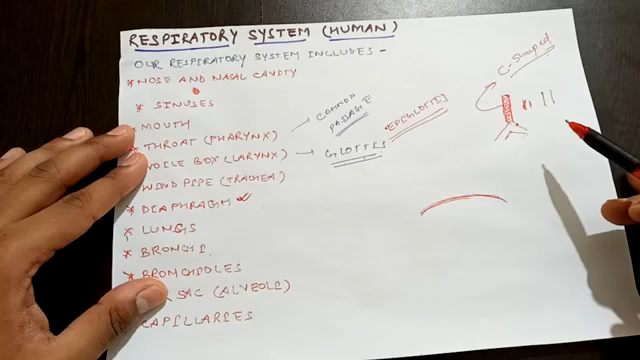 RESPIRATORY SYSTEM (HUMAN)
OUR RESPIRATORY SYSTEM INCLUDES -
* NOSE AND NASAL CAVITY
* SINUSES
* MOUTH
* THROAT (PHARYNX)
COMMON PASSAGE
VOICE BOX (LARYNX)
GLOTTIS
EPIGLOTTIS
WIND PIPE (TRACHEA)
* DIAPHRAGM
* LUNGS
* BRONCHI
* BRONCHIOLES
SAC (ALVEOLI)
CAPILLARIES
C-Shaped